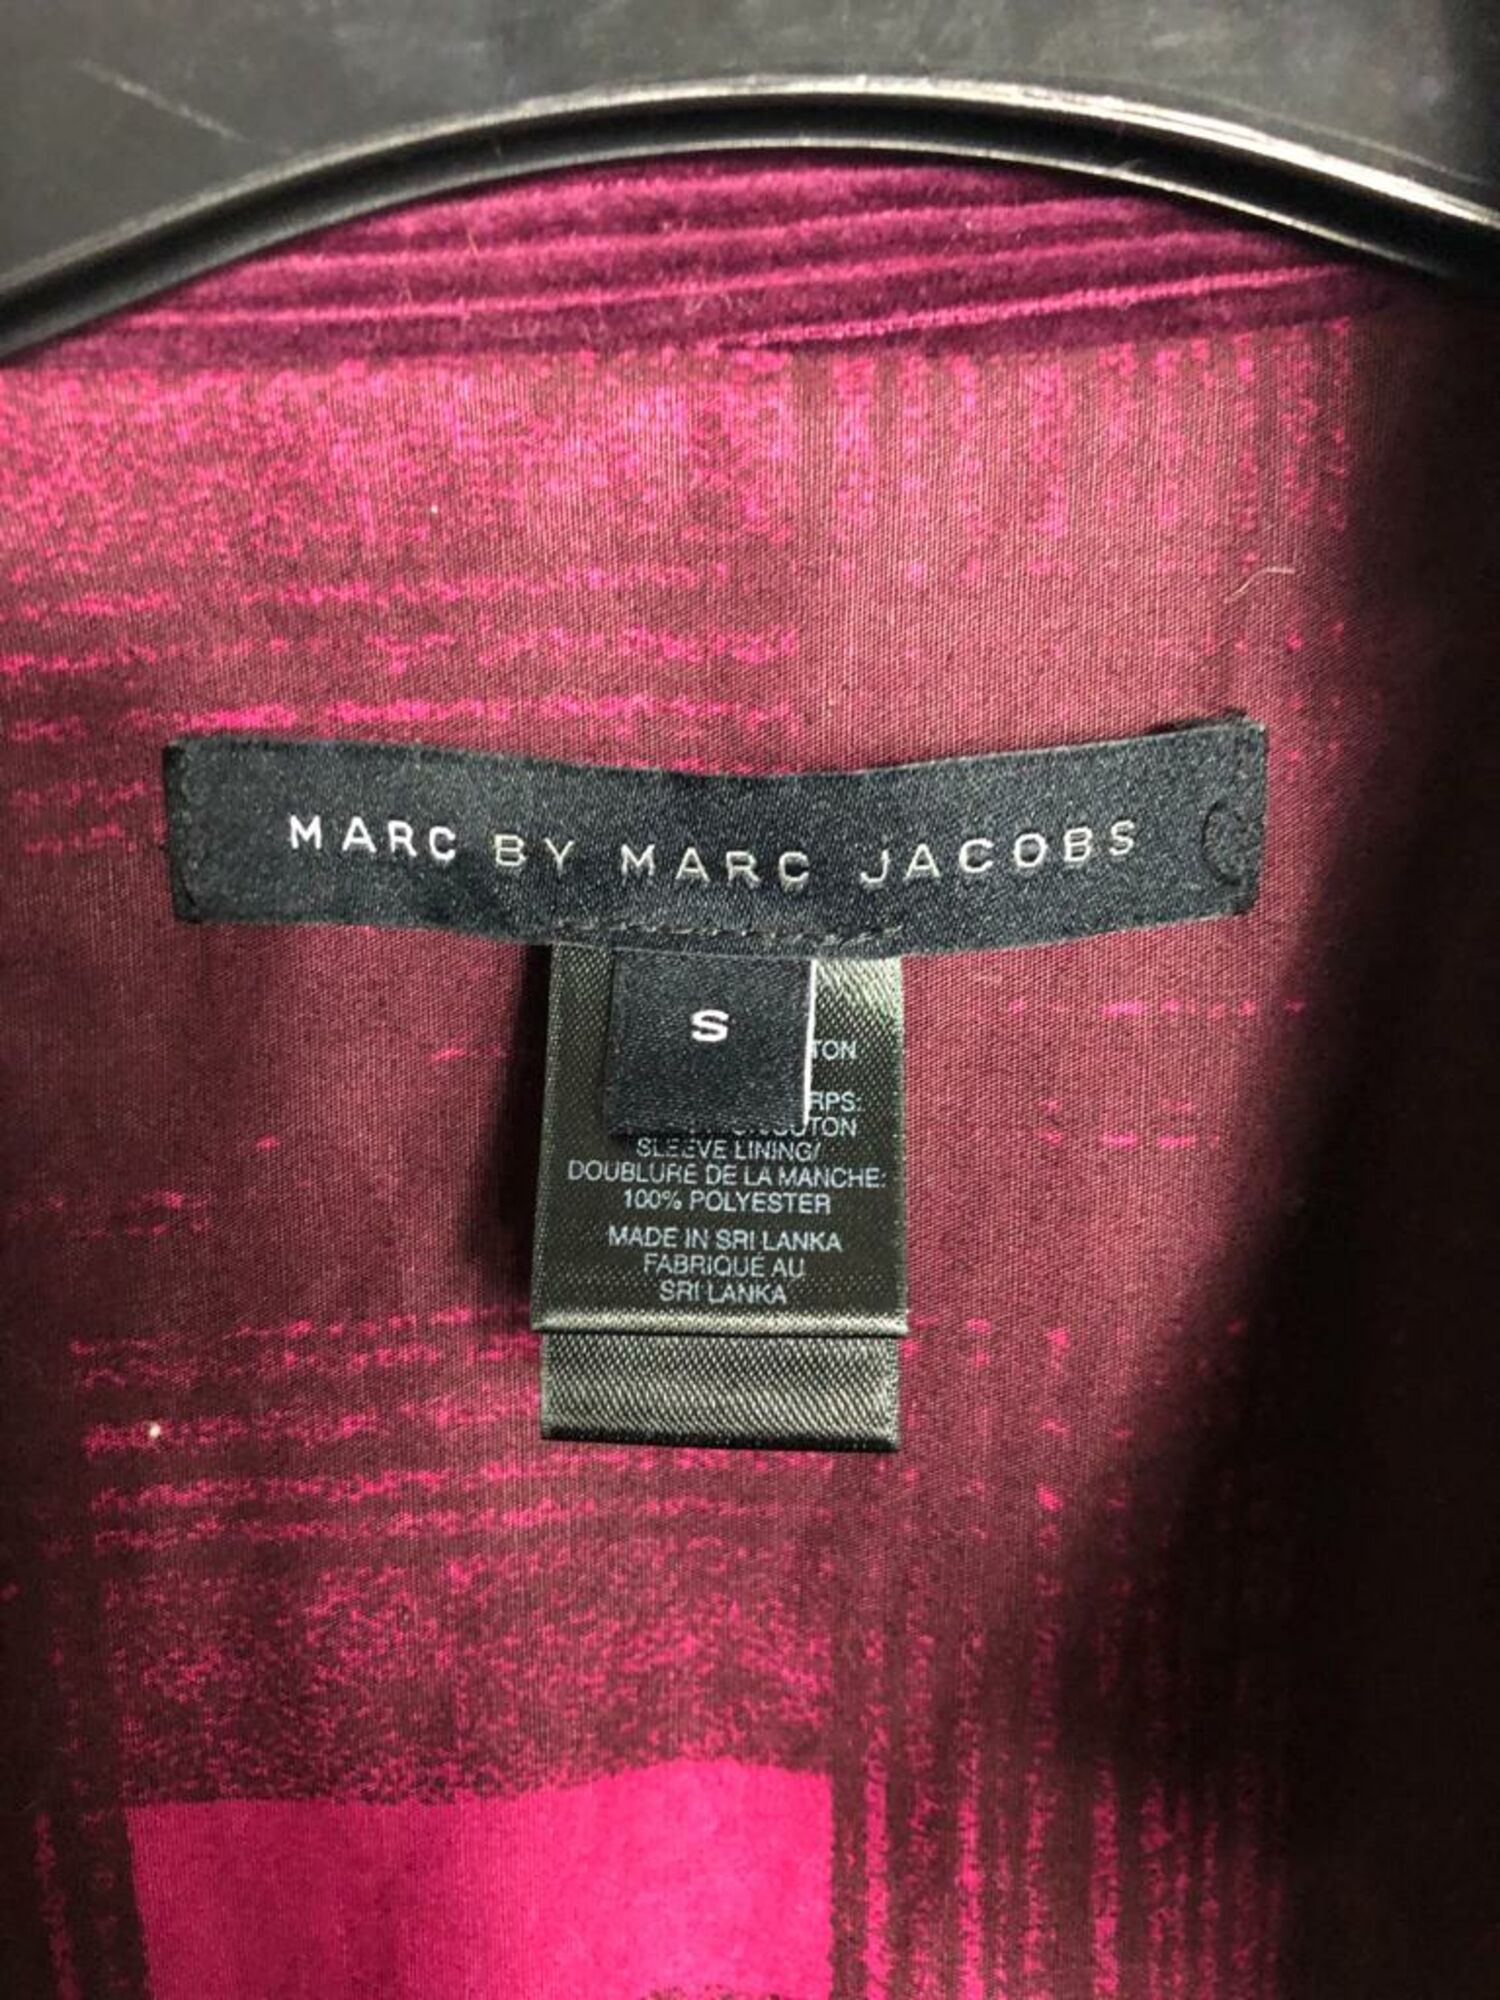 MARC BY MARC JACOBS
S
SLEEVE LINING/
DOUBLURE DE LA MANCHE:
100% POLYESTER
MADE IN SRI LANKA
FABRIQUÉ AU
SRI LANKA